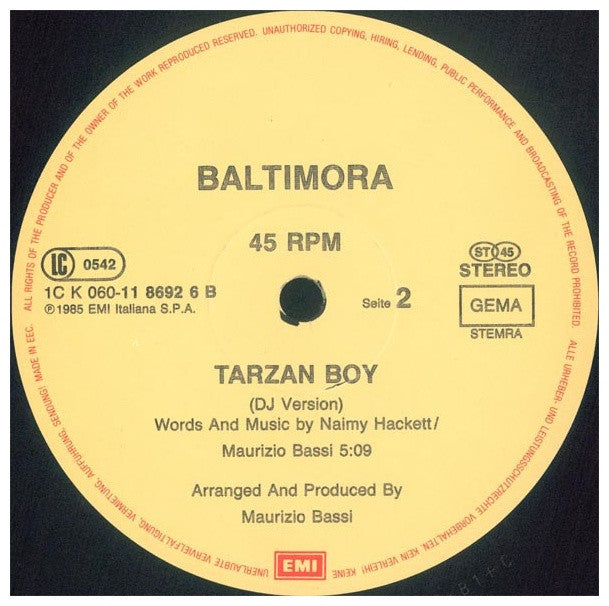 ALL RIGHTS OF THE PRODUCER AND OF THE OWNER OF THE WORK REPRODUCED RESERVED. UNAUTHORIZED COPYING, HIRING, LENDING, PUBLIC PERFORMANCE AND BROADCASTING OF THE RECORD PROHIBITED.
BALTIMORA
45 RPM
LC 0542
ST 45
STEREO
1C K 060-11 8692 6 B
℗ 1985 EMI Italiana S.P.A.
Seite 2
GEMA
STEMRA
TARZAN BOY
(DJ Version)
Words And Music by Naimy Hackett/
Maurizio Bassi 5:09
Arranged And Produced By
Maurizio Bassi
EMI
ALLE URHEBER- UND LEISTUNGSSCHUTZRECHTE VORBEHALTEN. KEIN VERLEIH! KEINE
UNERLAUBTE VERVIELFÄLTIGUNG, VERMIETUNG, AUFFÜHRUNG, SENDUNG! MADE IN EEC.